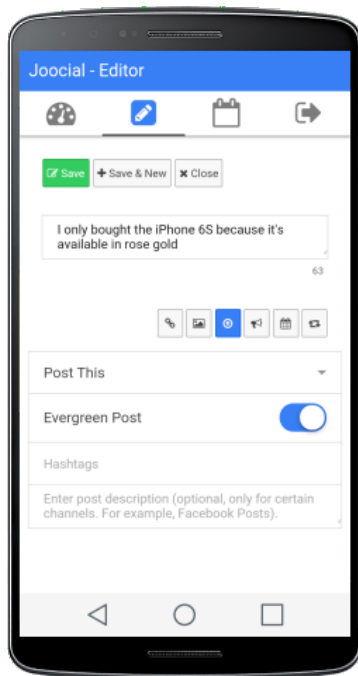 Joocial - Editor
Save
Save & New
Close
I only bought the iPhone 6S because it's
available in rose gold
63
Post This
Evergreen Post
Hashtags
Enter post description (optional, only for certain
channels. For example, Facebook Posts).